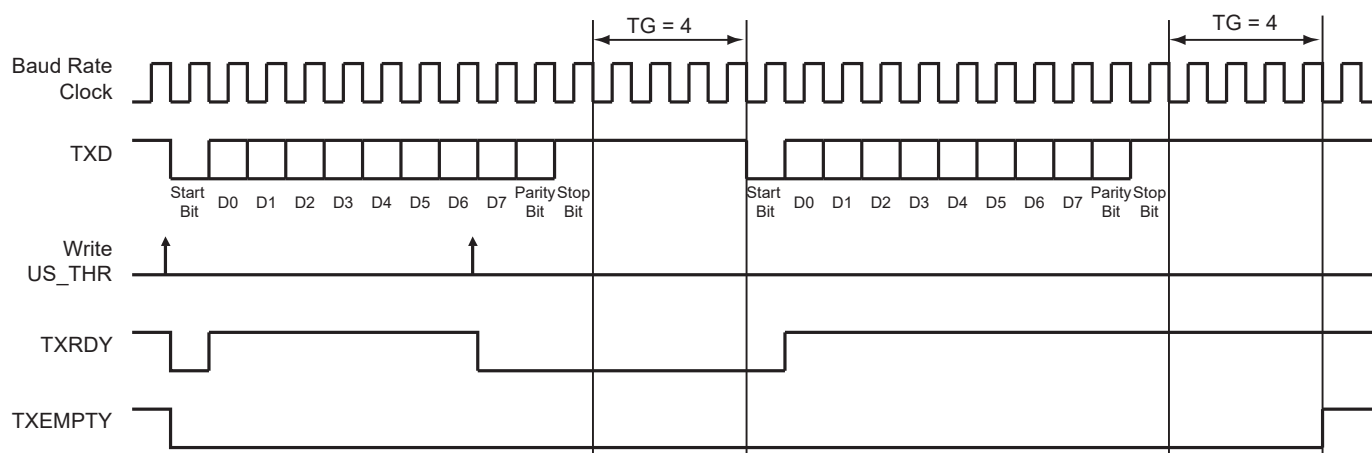 TG = 4
TG = 4
Baud Rate
Clock
TXD
Start
Bit
D0
D1
D2
D3
D4
D5
D6
D7
Parity
Bit
Stop
Bit
Start
Bit
D0
D1
D2
D3
D4
D5
D6
D7
Parity
Bit
Stop
Bit
Write
US_THR
TXRDY
TXEMPTY